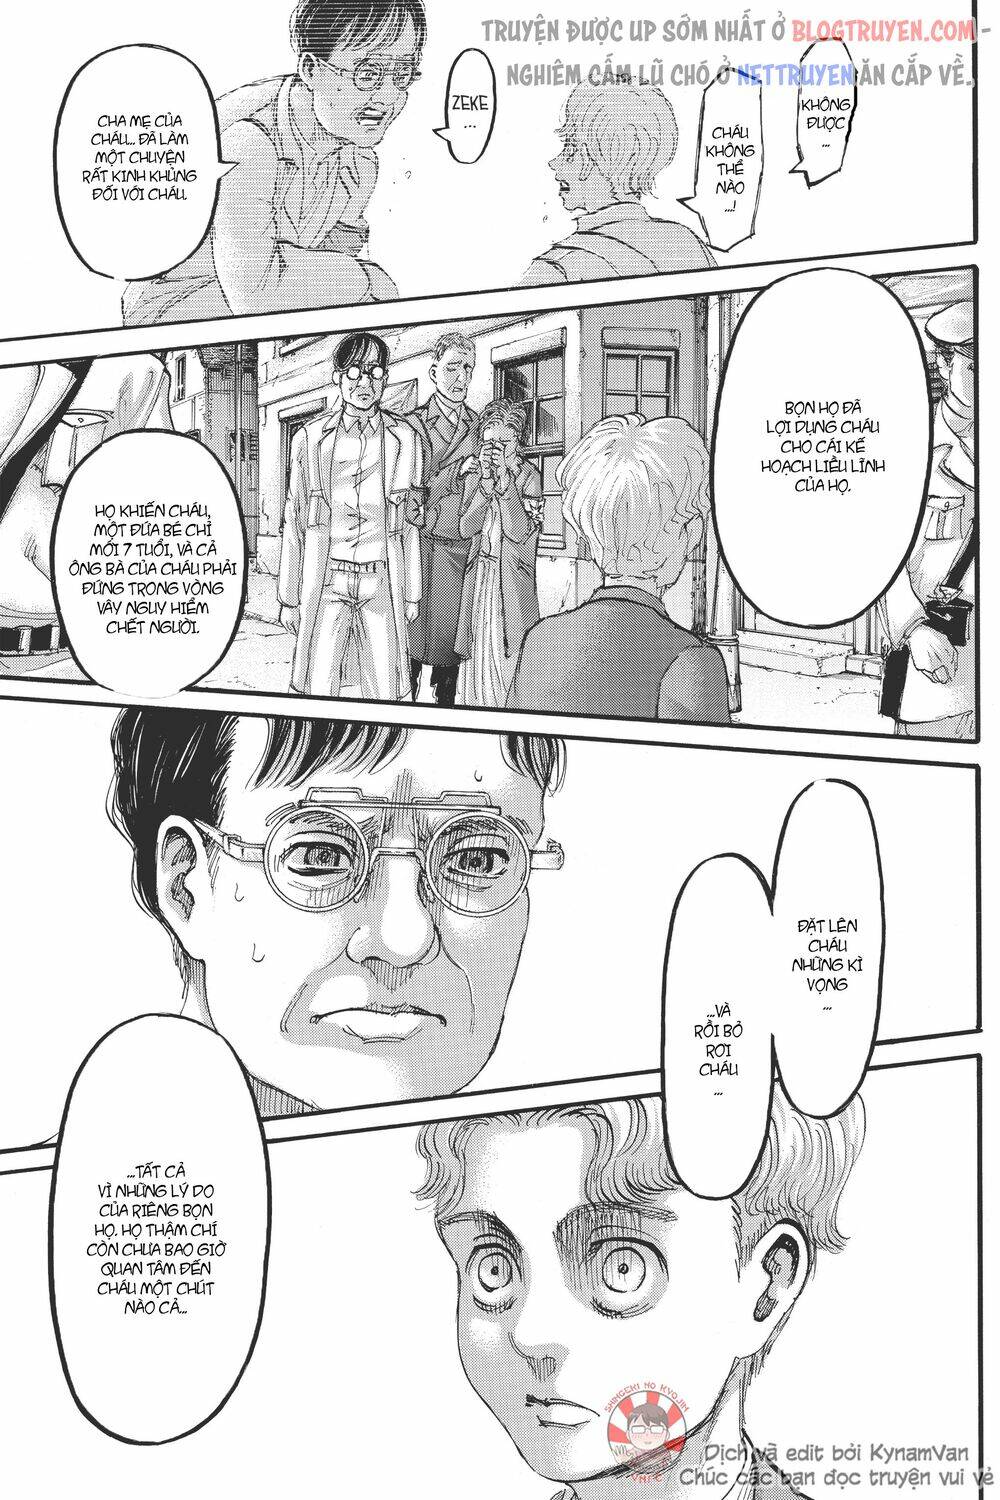 TRUYỆN ĐƯỢC UP SỚM NHẤT Ở BLOGTRUYEN.COM -
NGHIÊM CẤM LŨ CHÓ Ở NETTRUYEN ĂN CẮP VỀ.
KHÔNG
ĐƯỢC
...
CHÁU
KHÔNG
THỂ
NÀO
...!
ZEKE
...
CHA MẸ CỦA
CHÁU... ĐÃ LÀM
MỘT CHUYỆN
RẤT KINH KHỦNG
ĐỐI VỚI CHÁU.
BỌN HỌ ĐÃ
LỢI DỤNG CHÁU
CHO CÁI KẾ
HOẠCH LIỀU LĨNH
CỦA HỌ.
HỌ KHIẾN CHÁU,
MỘT ĐỨA BÉ CHỈ
MỚI 7 TUỔI, VÀ CẢ
ÔNG BÀ CỦA CHÁU PHẢI
ĐỨNG TRONG VÒNG
VÂY NGUY HIỂM
CHẾT NGƯỜI.
ĐẶT LÊN
CHÁU
NHỮNG KÌ
VỌNG
...
...VÀ
RỒI BỎ
RƠI
CHÁU
...
...TẤT CẢ
VÌ NHỮNG LÝ DO
CỦA RIÊNG BỌN
HỌ. HỌ THẬM CHÍ
CÒN CHƯA BAO GIỜ
QUAN TÂM ĐẾN
CHÁU MỘT CHÚT
NÀO CẢ...
SHINGEKI NO KYOJIN
VNFC
Dịch và edit bởi KynamVan
Chúc các bạn đọc truyện vui vẻ